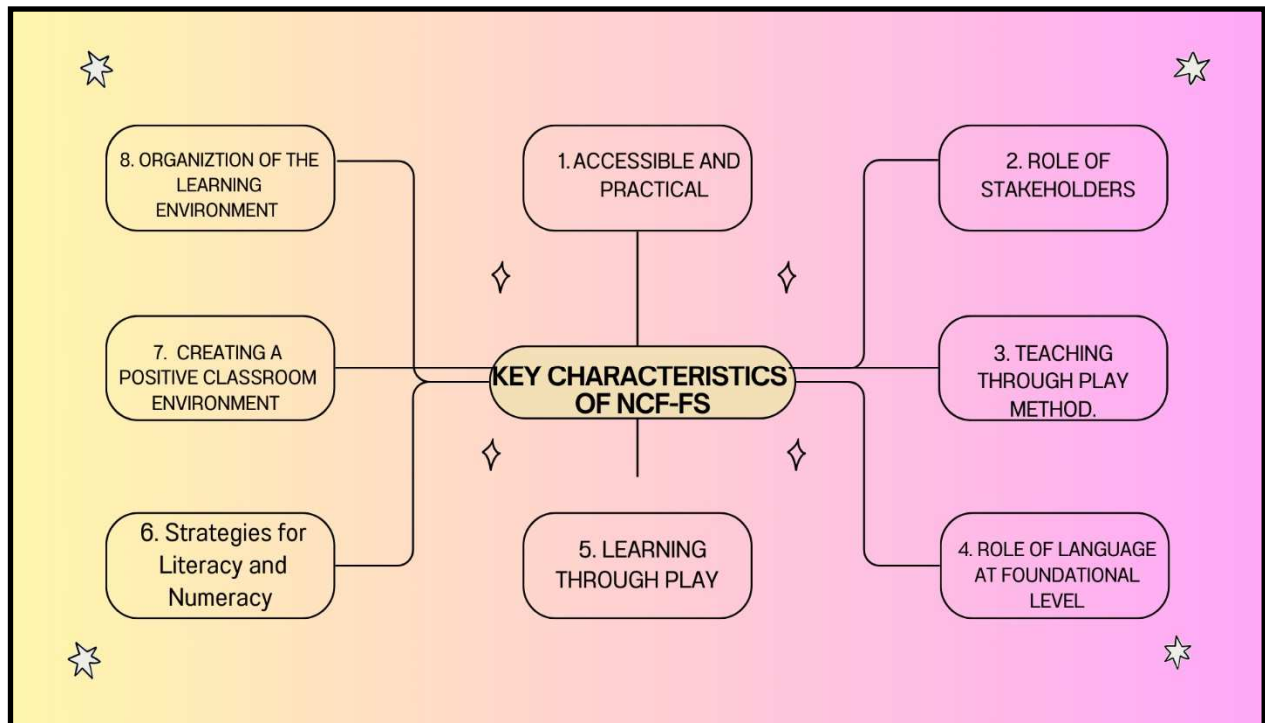 KEY CHARACTERISTICS
OF NCF-FS
1. ACCESSIBLE AND
PRACTICAL
2. ROLE OF
STAKEHOLDERS
3. TEACHING
THROUGH PLAY
METHOD.
4. ROLE OF LANGUAGE
AT FOUNDATIONAL
LEVEL
5. LEARNING
THROUGH PLAY
6. Strategies for
Literacy and
Numeracy
7. CREATING A
POSITIVE CLASSROOM
ENVIRONMENT
8. ORGANIZTION OF THE
LEARNING
ENVIRONMENT